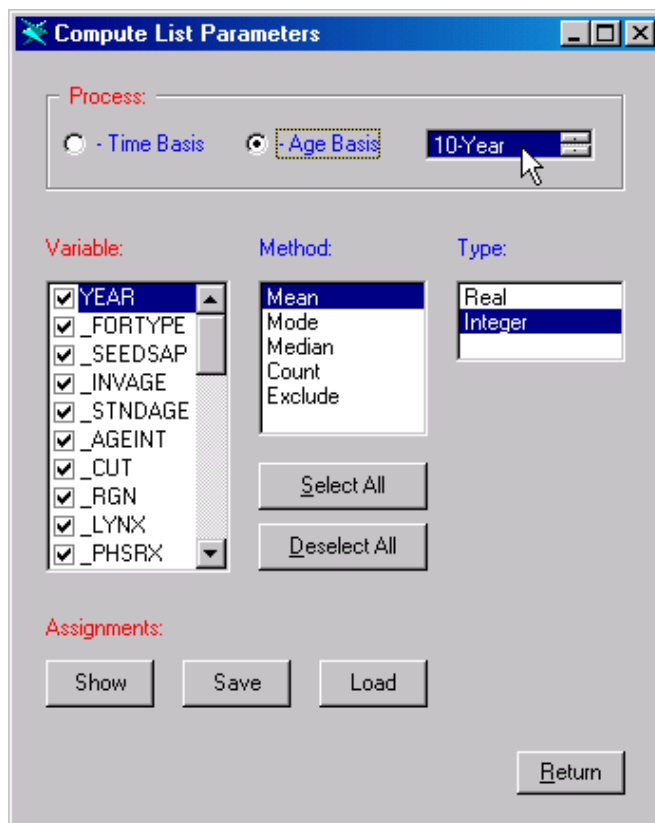 Compute List Parameters
Process:
- Time Basis
- Age Basis
10-Year
Variable:
Method:
Type:
YEAR
_FORTYPE
_SEEDSAP
_INVAGE
_STNDAGE
_AGEINT
_CUT
_RGN
_LYNX
_PHSRX
Mean
Mode
Median
Count
Exclude
Real
Integer
Select All
Deselect All
Assignments:
Show
Save
Load
Return